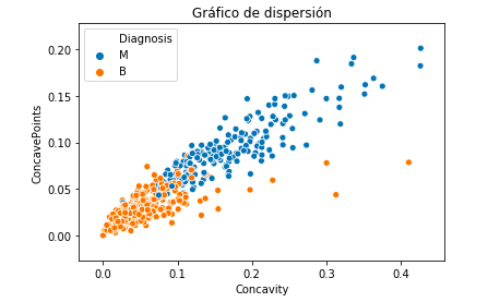 Gráfico de dispersión
Diagnosis
M
B
0.20
0.15
0.10
0.05
0.00
ConcavePoints
0.0 0.1 0.2 0.3 0.4
Concavity